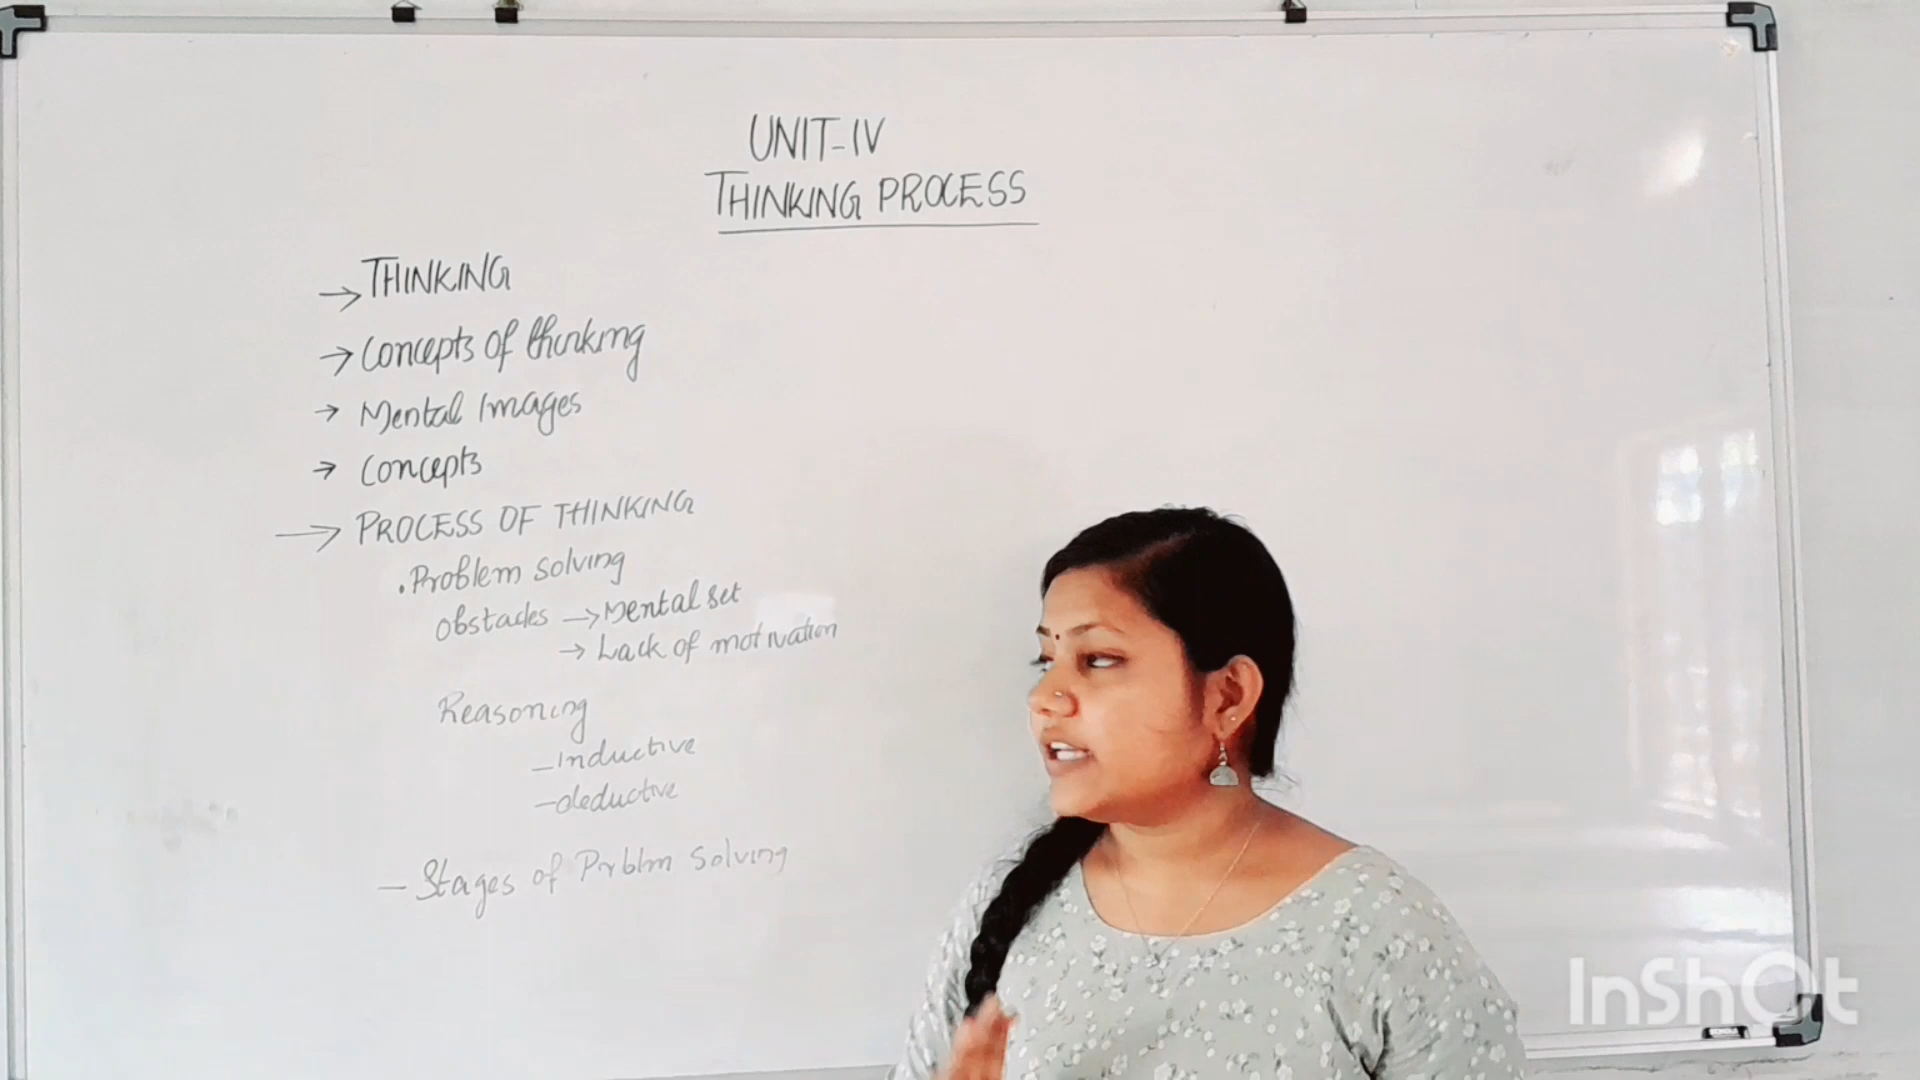 UNIT-IV
THINKING PROCESS
→ THINKING
→ Concepts of thinking
→ Mental Images
→ Concepts
→ PROCESS OF THINKING
. Problem solving
Obstacles → Mental set
→ Lack of motivation
Reasoning
- Inductive
- deductive
- Stages of Prblm Solving
InShOt